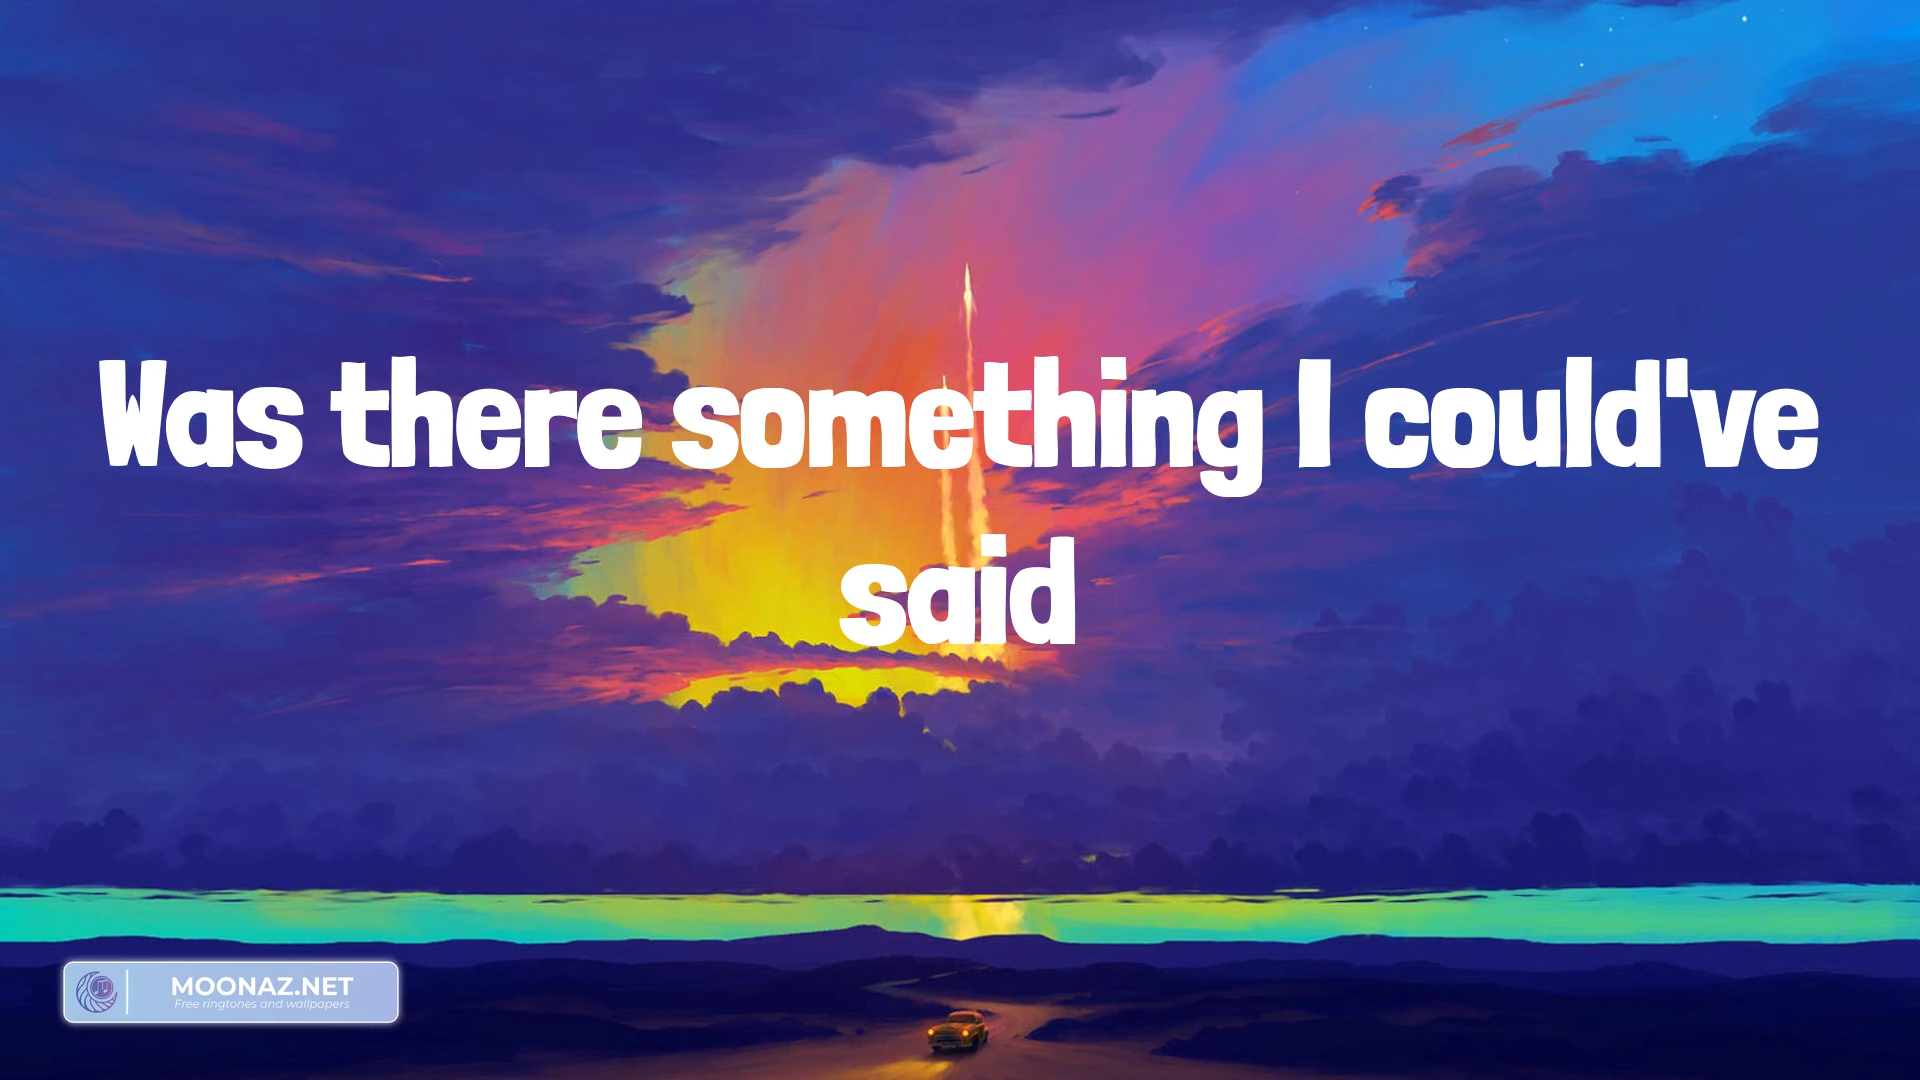 Was there something I could've
said
MOONAZ.NET
Free ringtones and wallpapers